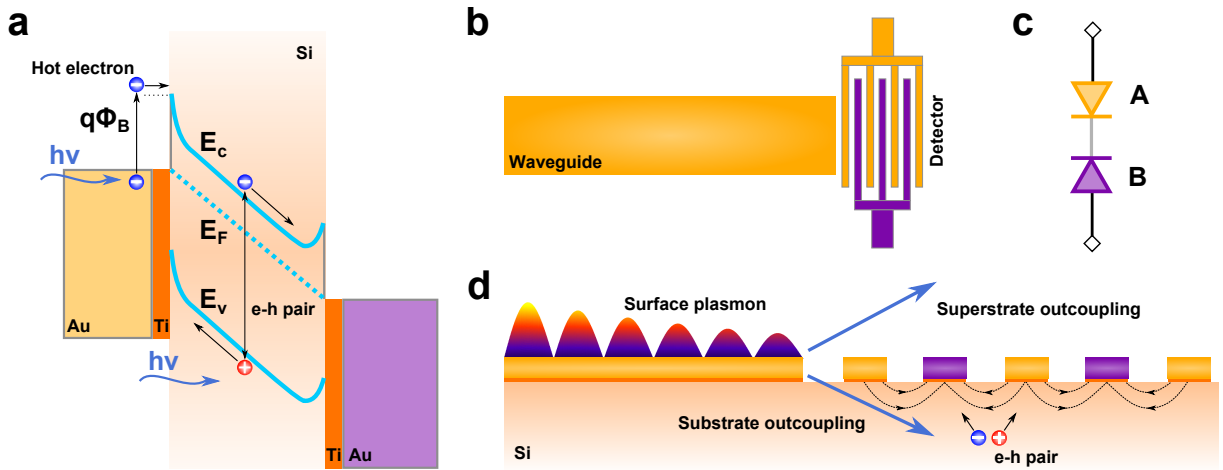 a
Si
Hot electron
qΦB
hν
Ec
EF
Ev
e-h pair
Au
Ti
hν
Ti
Au
b
Waveguide
Detector
c
A
B
d
Surface plasmon
Superstrate outcoupling
Substrate outcoupling
Si
e-h pair